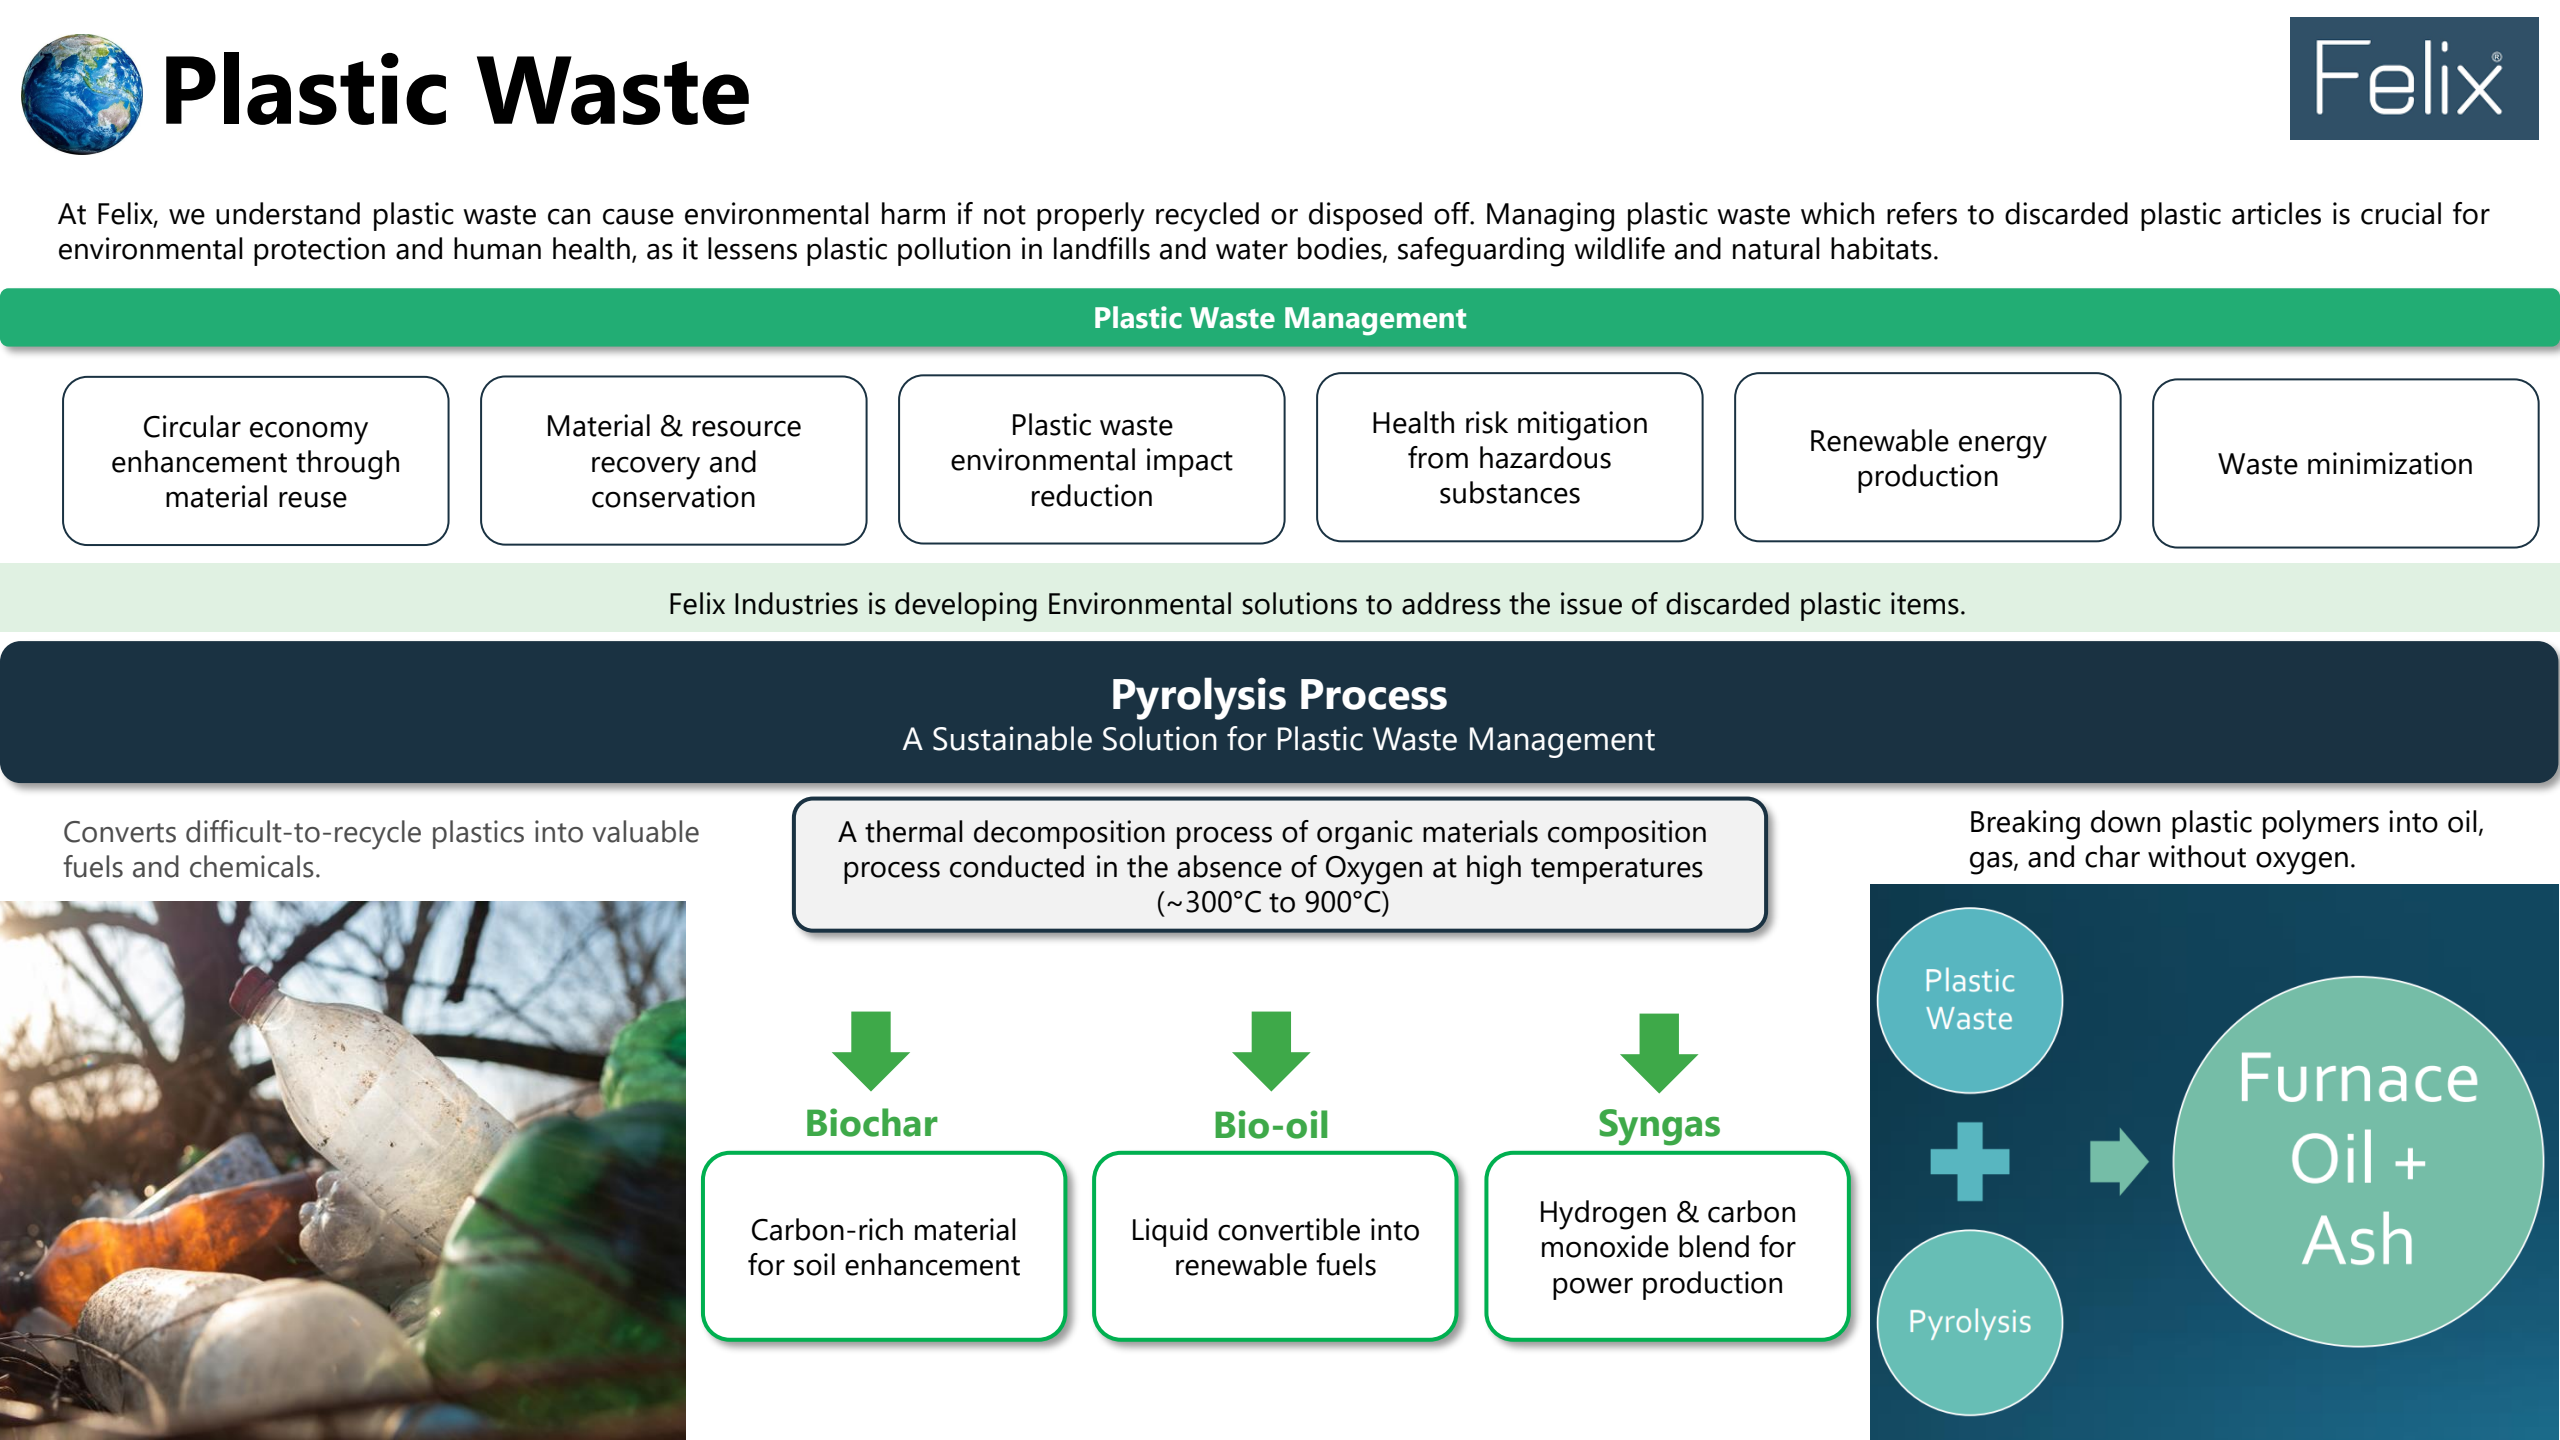 Plastic Waste
Felix®
At Felix, we understand plastic waste can cause environmental harm if not properly recycled or disposed off. Managing plastic waste which refers to discarded plastic articles is crucial for
environmental protection and human health, as it lessens plastic pollution in landfills and water bodies, safeguarding wildlife and natural habitats.
Plastic Waste Management
Circular economy
enhancement through
material reuse
Material & resource
recovery and
conservation
Plastic waste
environmental impact
reduction
Health risk mitigation
from hazardous
substances
Renewable energy
production
Waste minimization
Felix Industries is developing Environmental solutions to address the issue of discarded plastic items.
Pyrolysis Process
A Sustainable Solution for Plastic Waste Management
Converts difficult-to-recycle plastics into valuable
fuels and chemicals.
A thermal decomposition process of organic materials composition
process conducted in the absence of Oxygen at high temperatures
(~300°C to 900°C)
Biochar
Carbon-rich material
for soil enhancement
Bio-oil
Liquid convertible into
renewable fuels
Syngas
Hydrogen & carbon
monoxide blend for
power production
Breaking down plastic polymers into oil,
gas, and char without oxygen.
Plastic
Waste
Pyrolysis
Furnace
Oil +
Ash